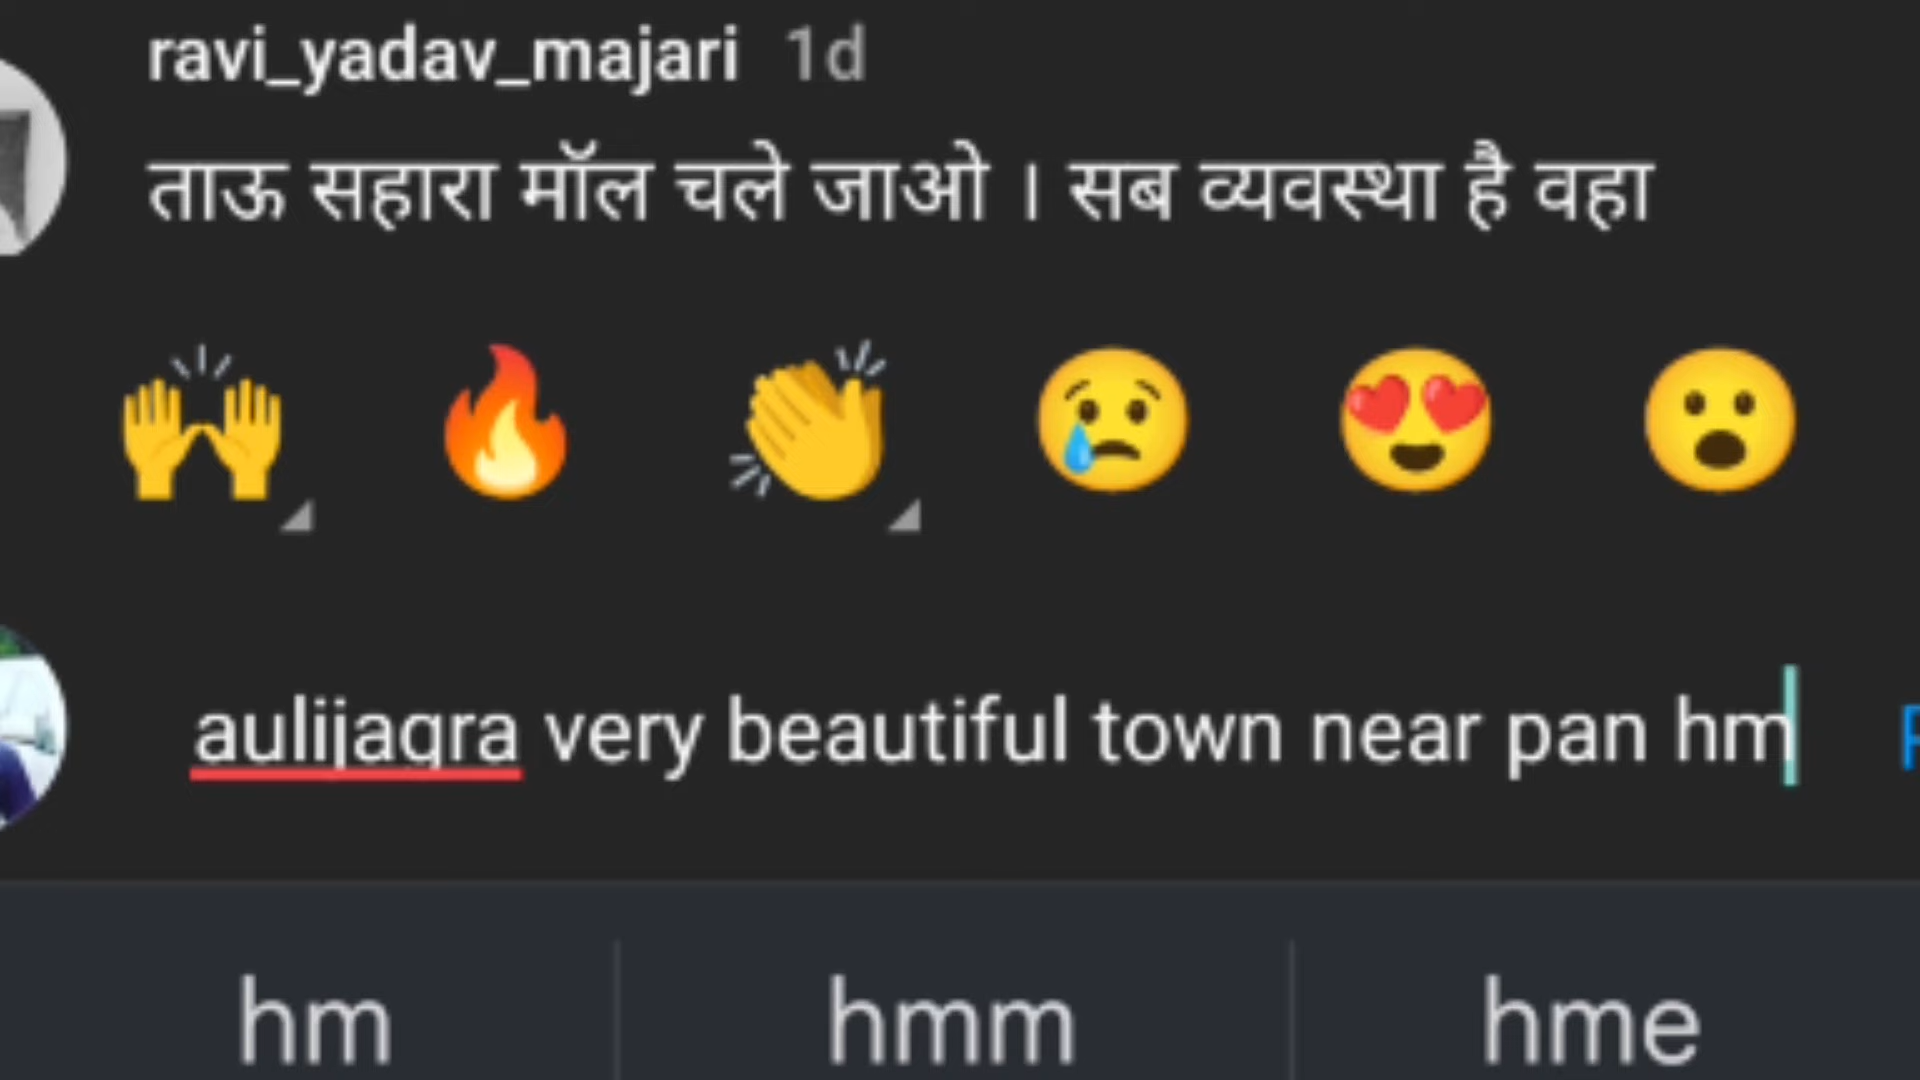 ravi_yadav_majari 1d
ताऊ सहारा मॉल चले जाओ । सब व्यवस्था है वहा
aulijagra very beautiful town near pan hm
hm hmm hme